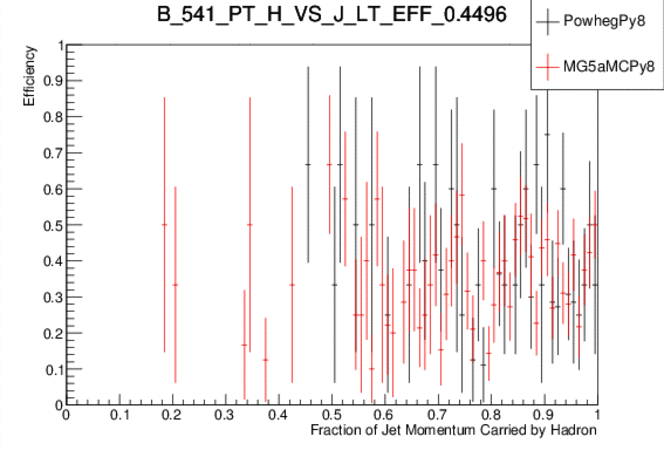 B_541_PT_H_VS_J_LT_EFF_0.4496
PowhegPy8
MG5aMCPy8
Efficiency
1
0.9
0.8
0.7
0.6
0.5
0.4
0.3
0.2
0.1
0
0 0.1 0.2 0.3 0.4 0.5 0.6 0.7 0.8 0.9 1
Fraction of Jet Momentum Carried by Hadron